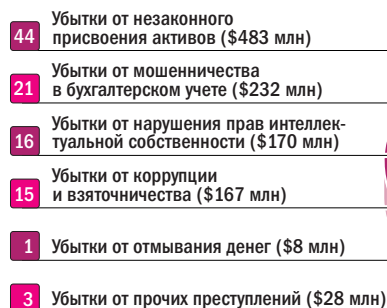 44
Убытки от незаконного
присвоения активов ($483 млн)
21
Убытки от мошенничества
в бухгалтерском учете ($232 млн)
16
Убытки от нарушения прав интеллек-
туальной собственности ($170 млн)
15
Убытки от коррупции
и взяточничества ($167 млн)
1 Убытки от отмывания денег ($8 млн)
3 Убытки от прочих преступлений ($28 млн)